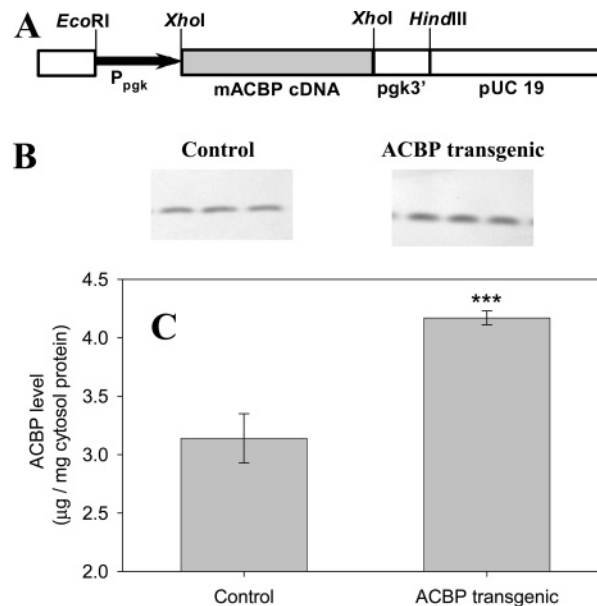 A
EcoRI XhoI XhoI HindIII
Ppgk mACBP cDNA pgk3' pUC 19
B
Control ACBP transgenic
C
***
ACBP level
(µg / mg cytosol protein)
4.5
4.0
3.5
3.0
2.5
2.0
Control ACBP transgenic